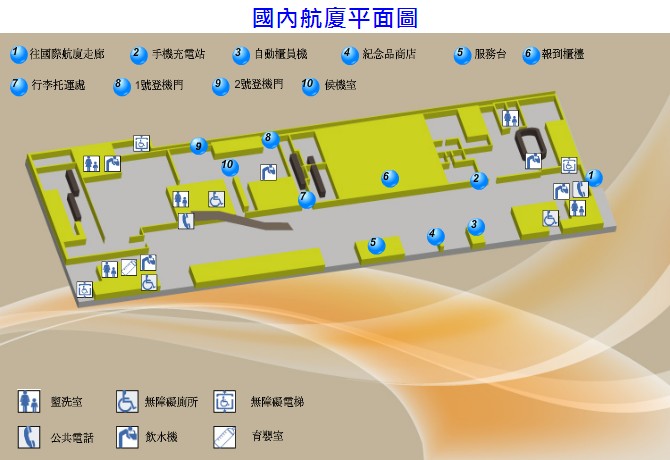 國內航廈平面圖
1 往國際航廈走廊 2 手機充電站 3 自動櫃員機 4 紀念品商店 5 服務台 6 報到櫃檯
7 行李托運處 8 1號登機門 9 2號登機門 10 候機室
9
8
10
6
2
1
7
5
4
3
盥洗室 無障礙廁所 無障礙電梯
公共電話 飲水機 育嬰室